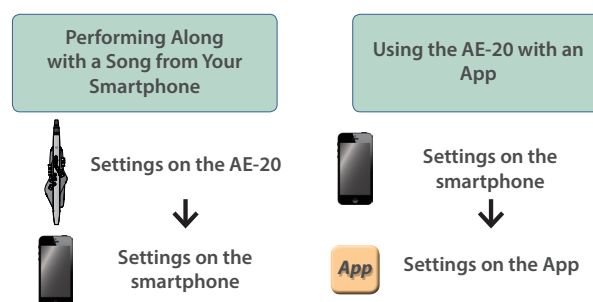 Performing Along
with a Song from Your
Smartphone
Settings on the AE-20
Settings on the
smartphone
Using the AE-20 with an
App
Settings on the
smartphone
App
Settings on the App